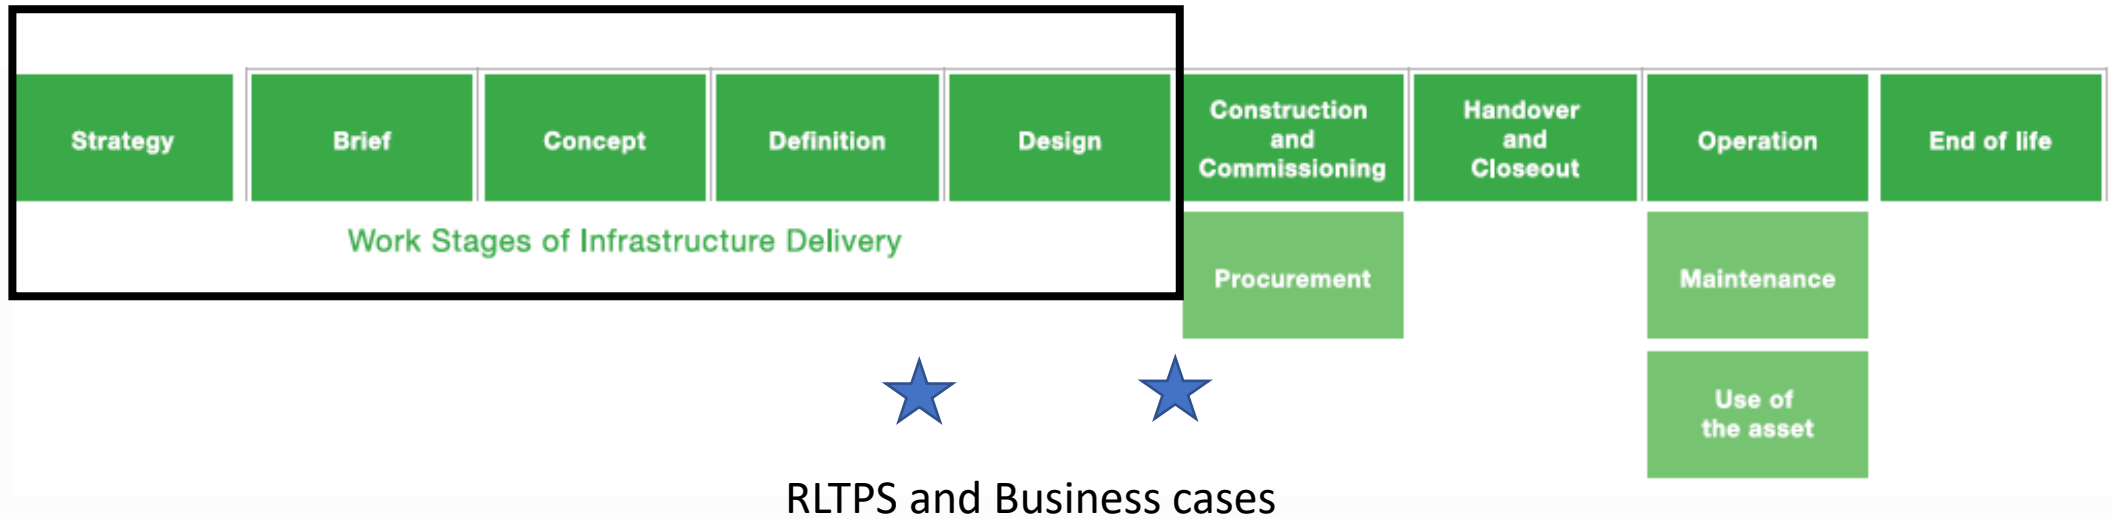 Strategy
Brief
Concept
Definition
Design
Construction
and
Commissioning
Handover
and
Closeout
Operation
End of life
Work Stages of Infrastructure Delivery
Procurement
Maintenance
Use of
the asset
RLTPS and Business cases